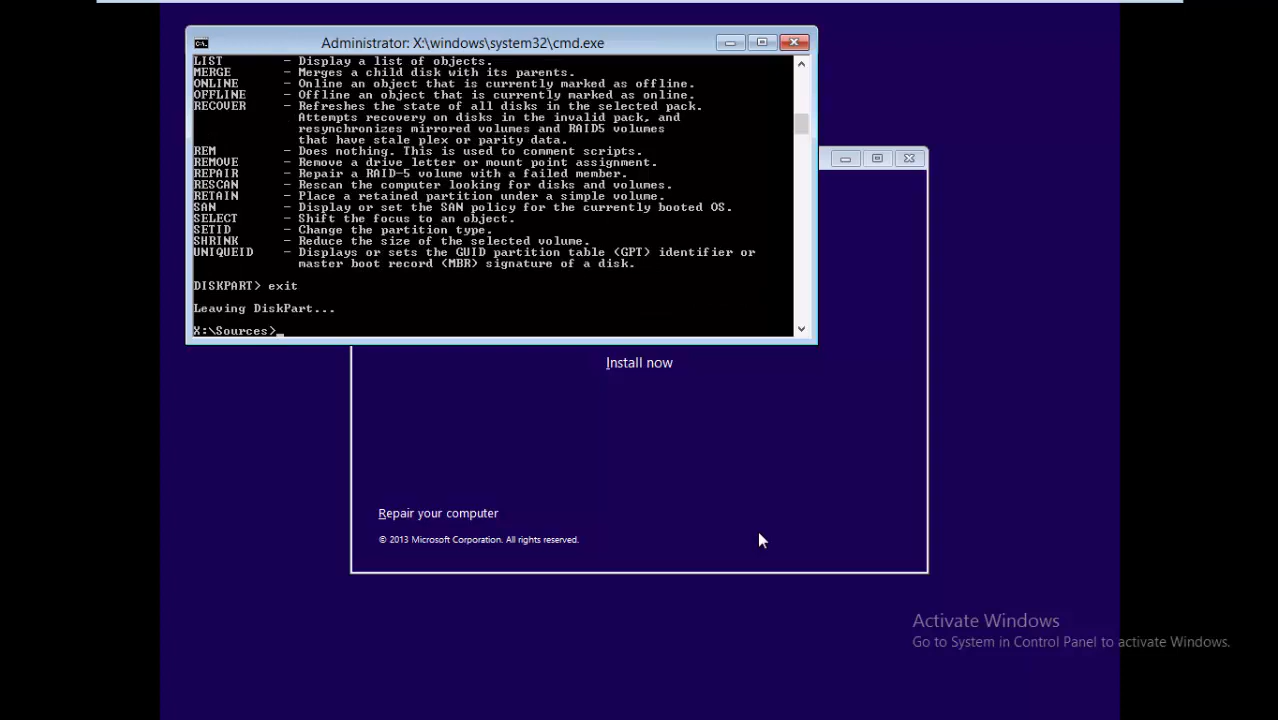 Administrator: X:\windows\system32\cmd.exe
LIST - Display a list of objects.
MERGE - Merges a child disk with its parents.
ONLINE - Online an object that is currently marked as offline.
OFFLINE - Offline an object that is currently marked as online.
RECOVER - Refreshes the state of all disks in the selected pack.
Attempts recovery on disks in the invalid pack, and
resynchronizes mirrored volumes and RAID5 volumes
that have stale plex or parity data.
REM - Does nothing. This is used to comment scripts.
REMOVE - Remove a drive letter or mount point assignment.
REPAIR - Repair a RAID-5 volume with a failed member.
RESCAN - Rescan the computer looking for disks and volumes.
RETAIN - Place a retained partition under a simple volume.
SAN - Display or set the SAN policy for the currently booted OS.
SELECT - Shift the focus to an object.
SETID - Change the partition type.
SHRINK - Reduce the size of the selected volume.
UNIQUEID - Displays or sets the GUID partition table (GPT) identifier or
master boot record (MBR) signature of a disk.
DISKPART> exit
Leaving DiskPart...
X:\Sources>_
Install now
Repair your computer
© 2013 Microsoft Corporation. All rights reserved.
Activate Windows
Go to System in Control Panel to activate Windows.